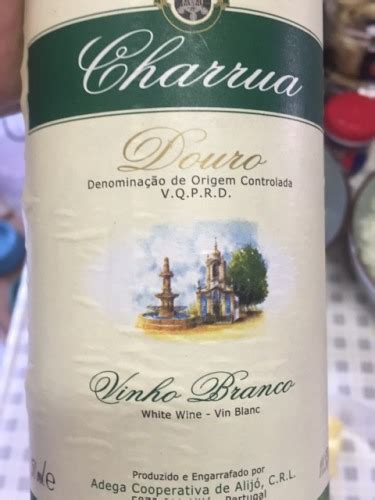 Charrua
Douro
Denominação de Origem Controlada
V.Q.P.R.D.
Vinho Branco
White Wine - Vin Blanc
Produzido e Engarrafado por
Adega Cooperativa de Alijó, C.R.L.
mle